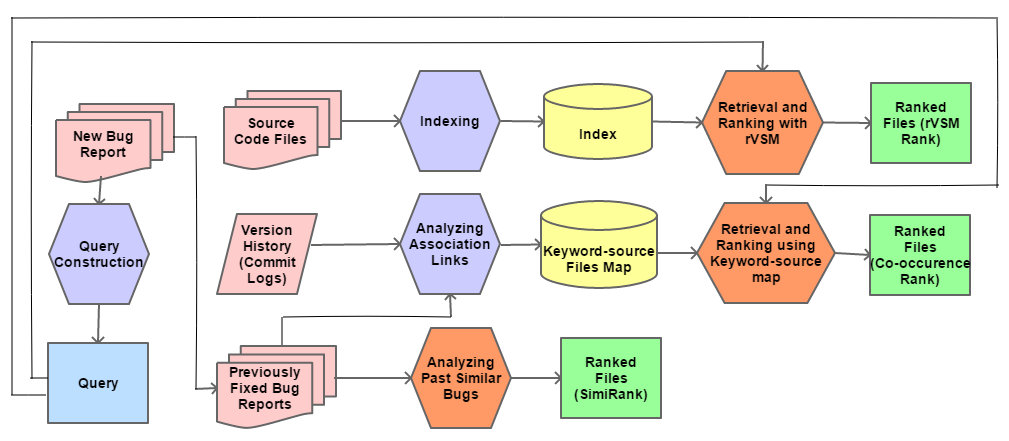 New Bug
Report
Source
Code Files
Indexing
Index
Retrieval and
Ranking with
rVSM
Ranked
Files (rVSM
Rank)
Query
Construction
Version
History
(Commit
Logs)
Analyzing
Association
Links
Keyword-source
Files Map
Retrieval and
Ranking using
Keyword-source
map
Ranked
Files
(Co-occurence
Rank)
Query
Previously
Fixed Bug
Reports
Analyzing
Past Similar
Bugs
Ranked
Files
(SimiRank)